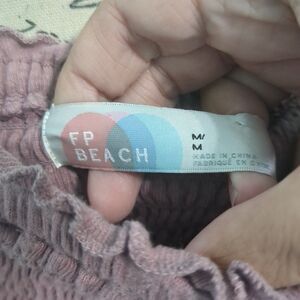 FP
BEACH
M/
M
MADE IN CHINA
FABRIQUÉ EN CHINE